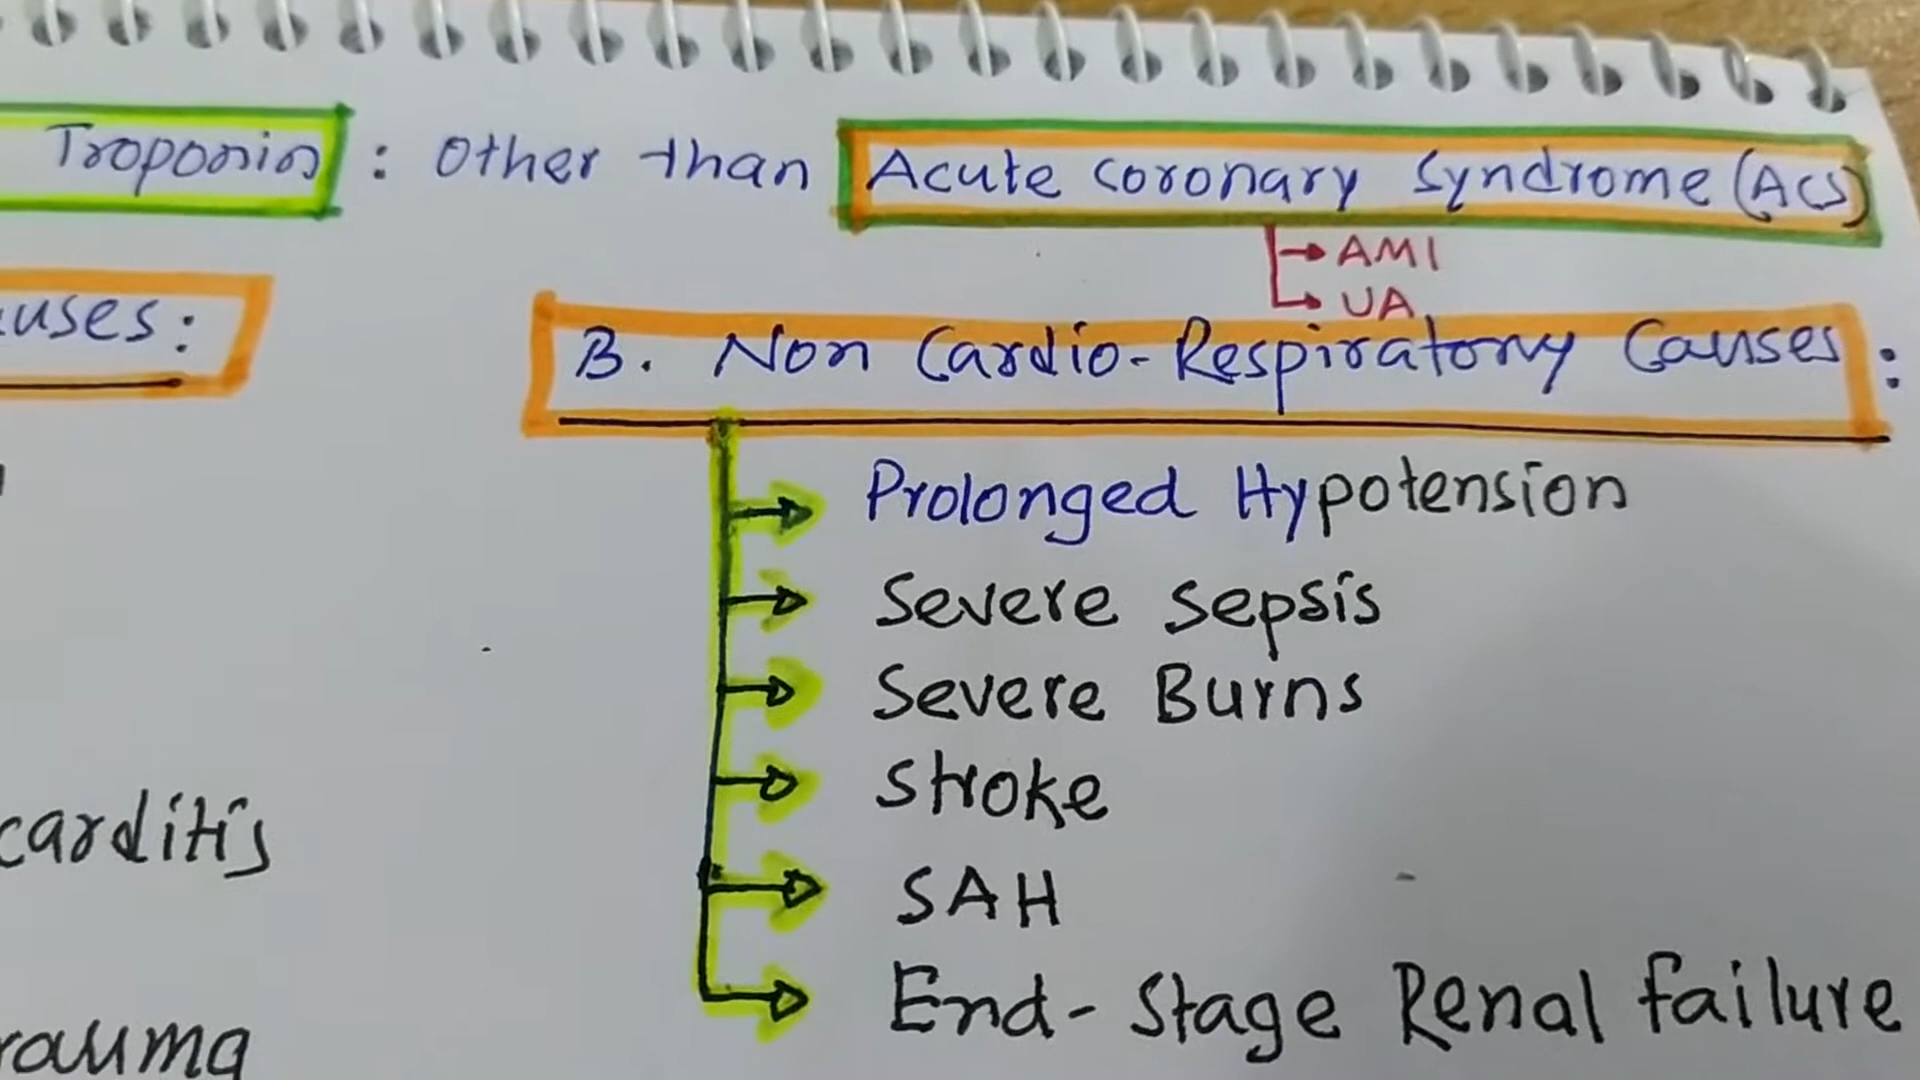 Troponin : Other than Acute coronary Syndrome (ACS)
→ AMI
→ UA
uses:
B. Non Cardio-Respiratory Causes:
→ Prolonged Hypotension
→ Severe sepsis
→ Severe Burns
→ Stroke
carditis
→ SAH
→ End-Stage Renal failure
rauma